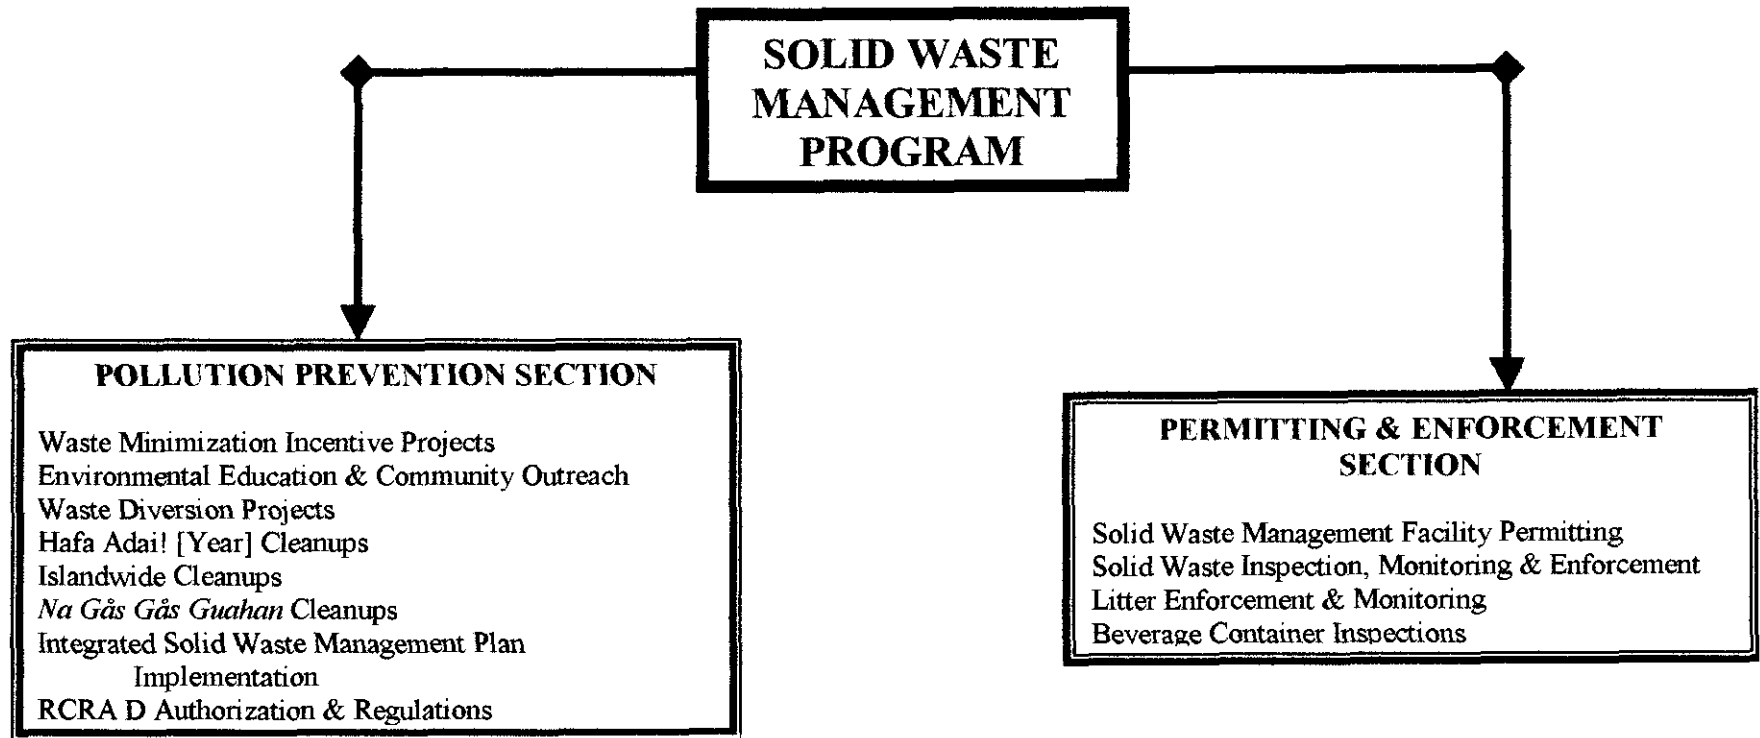 SOLID WASTE
MANAGEMENT
PROGRAM
POLLUTION PREVENTION SECTION
Waste Minimization Incentive Projects
Environmental Education & Community Outreach
Waste Diversion Projects
Hafa Adai! [Year] Cleanups
Islandwide Cleanups
Na Gås Gås Guahan Cleanups
Integrated Solid Waste Management Plan
Implementation
RCRA D Authorization & Regulations
PERMITTING & ENFORCEMENT
SECTION
Solid Waste Management Facility Permitting
Solid Waste Inspection, Monitoring & Enforcement
Litter Enforcement & Monitoring
Beverage Container Inspections